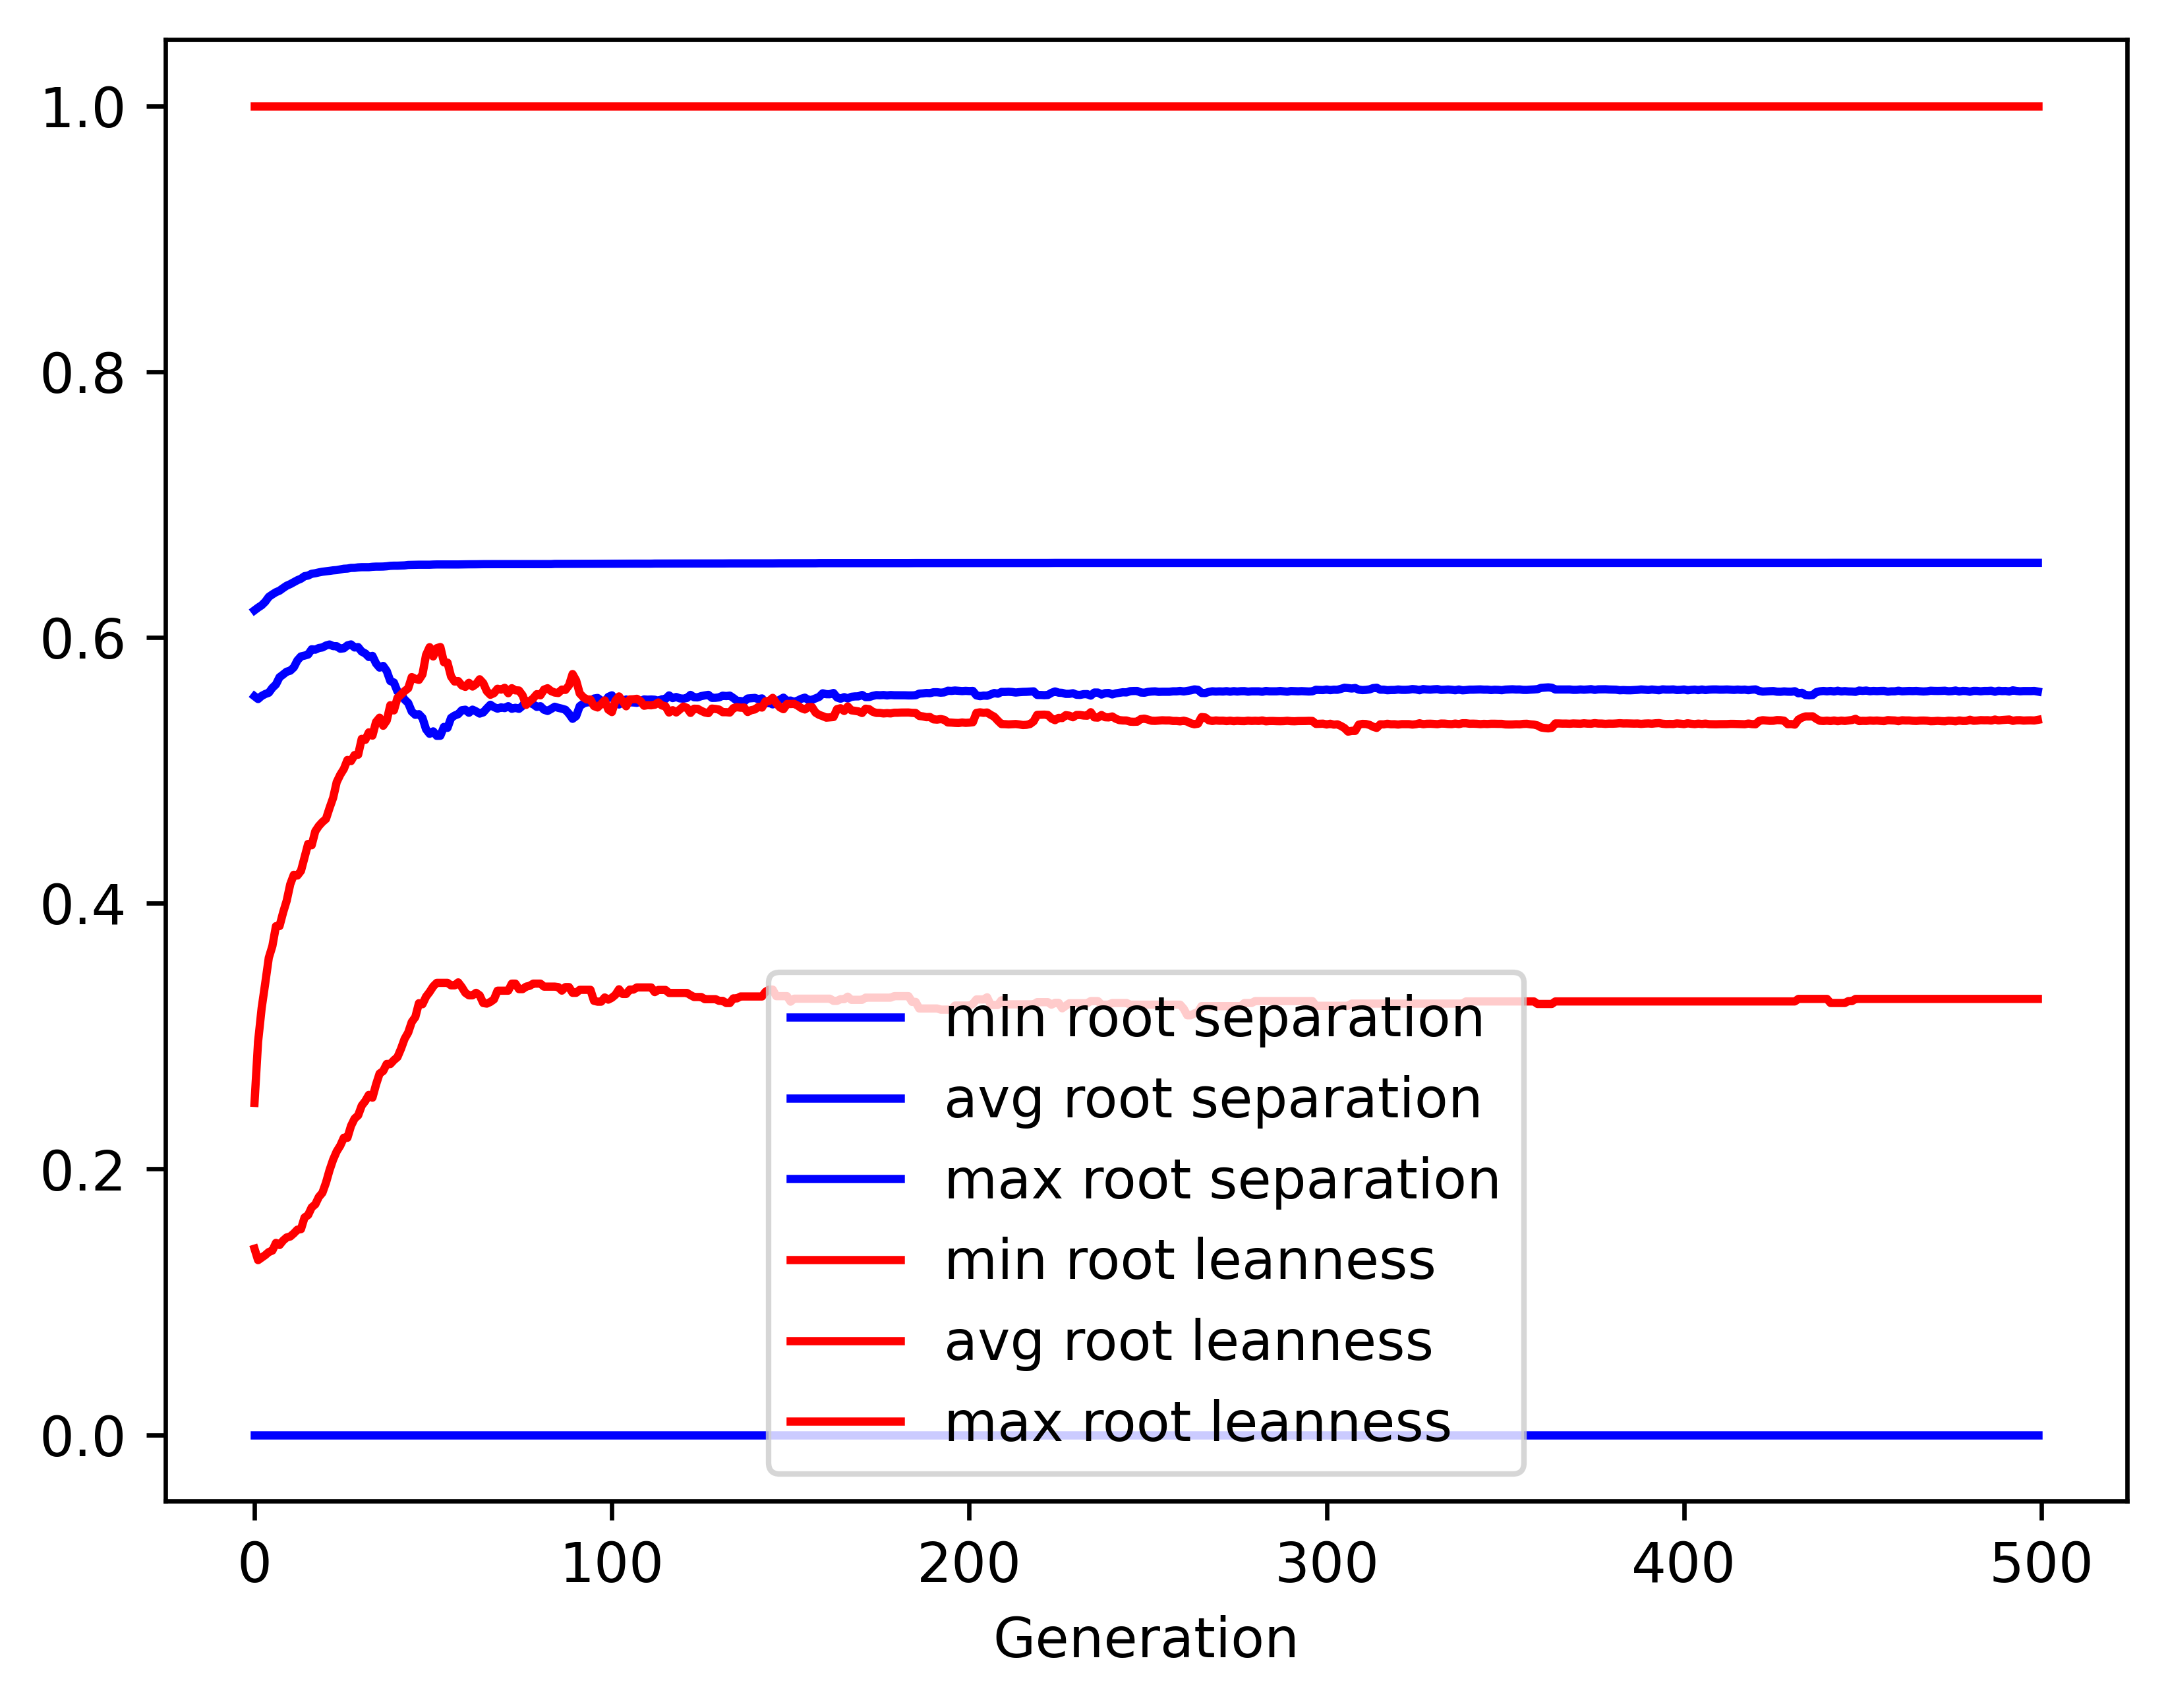 1.0
0.8
0.6
0.4
0.2
0.0
min root separation
avg root separation
max root separation
min root leanness
avg root leanness
max root leanness
0 100 200 300 400 500
Generation